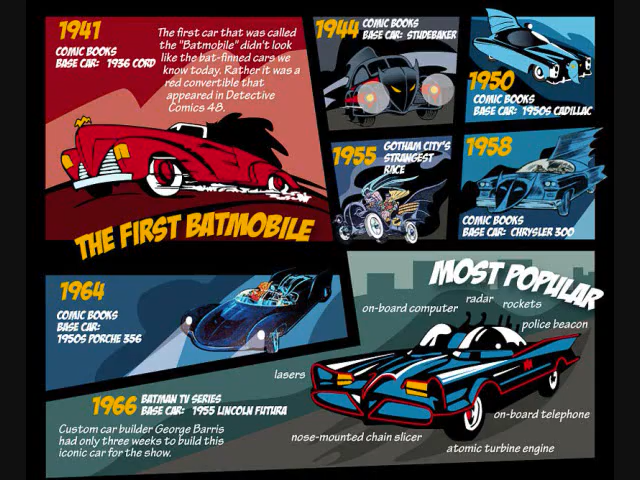 1941
COMIC BOOKS
BASE CAR: 1936 CORD
The first car that was called
the "Batmobile" didn't look
like the bat-finned cars we
know today. Rather it was a
red convertible that
appeared in Detective
Comics 48.
THE FIRST BATMOBILE
1944 COMIC BOOKS
BASE CAR: STUDEBAKER
1950
COMIC BOOKS
BASE CAR: 1950S CADILLAC
1955 GOTHAM CITY'S
STRANGEST
RACE
1958
COMIC BOOKS
BASE CAR: CHRYSLER 300
1964
COMIC BOOKS
BASE CAR:
1950S PORCHE 356
MOST POPULAR
on-board computer
radar
rockets
police beacon
lasers
on-board telephone
nose-mounted chain slicer
atomic turbine engine
1966 BATMAN TV SERIES
BASE CAR: 1955 LINCOLN FUTURA
Custom car builder George Barris
had only three weeks to build this
iconic car for the show.